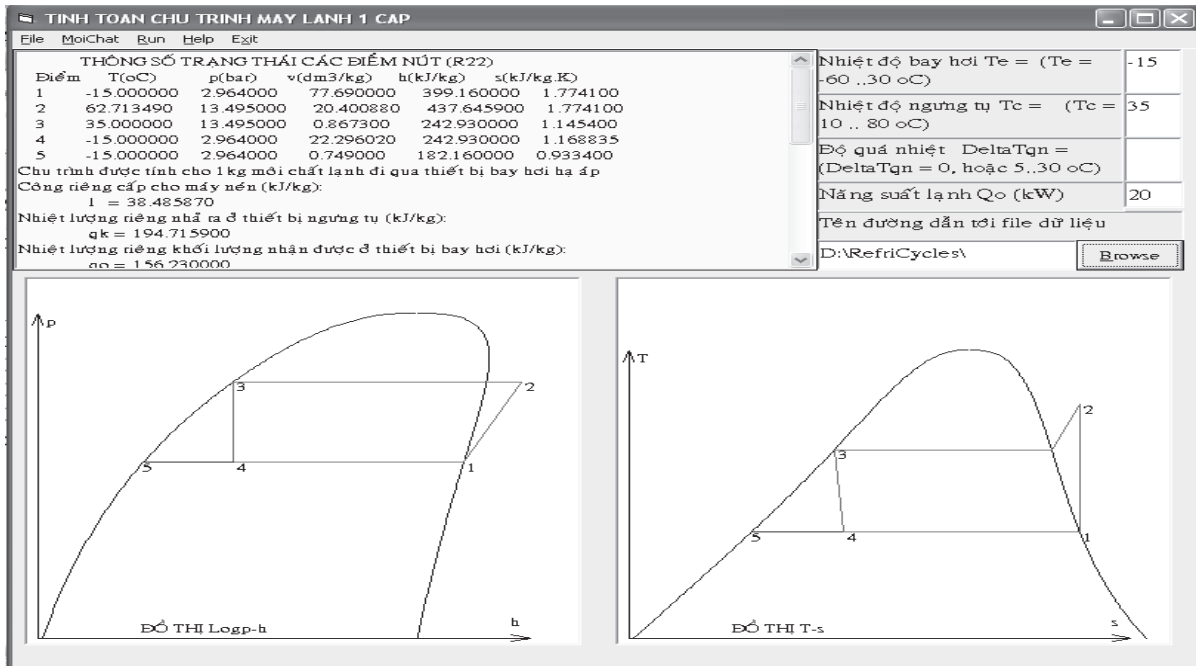 TINH TOAN CHU TRINH MAY LANH 1 CAP
File MoiChat Run Help Exit
THÔNG SỐ TRẠNG THÁI CÁC ĐIỂM NÚT (R22)
Điểm T(oC) p(bar) v(dm3/kg) h(kJ/kg) s(kJ/kg.K)
1 -15.000000 2.964000 77.690000 399.160000 1.774100
2 62.713490 13.495000 20.400880 437.645900 1.774100
3 35.000000 13.495000 0.867300 242.930000 1.145400
4 -15.000000 2.964000 22.296020 242.930000 1.168835
5 -15.000000 2.964000 0.749000 182.160000 0.933400
Chu trình được tính cho 1kg môi chất lạnh đi qua thiết bị bay hơi hạ áp
Công riêng cấp cho máy nén (kJ/kg):
l = 38.485870
Nhiệt lượng riêng nhả ra ở thiết bị ngưng tụ (kJ/kg):
qk = 194.715900
Nhiệt lượng riêng khối lượng nhận được ở thiết bị bay hơi (kJ/kg):
qo = 156.230000
Nhiệt độ bay hơi Te = (Te = -15
-60 ..30 oC)
Nhiệt độ ngưng tụ Tc = (Tc = 35
10 .. 80 oC)
Độ quá nhiệt DeltaTqn =
(DeltaTqn = 0, hoặc 5..30 oC)
Năng suất lạnh Qo (kW) 20
Tên đường dẫn tới file dữ liệu
D:\RefriCycles\ Browse
p
3
2
5
4
1
h
ĐỒ THỊ Logp-h
T
2
3
5
4
1
s
ĐỒ THỊ T-s